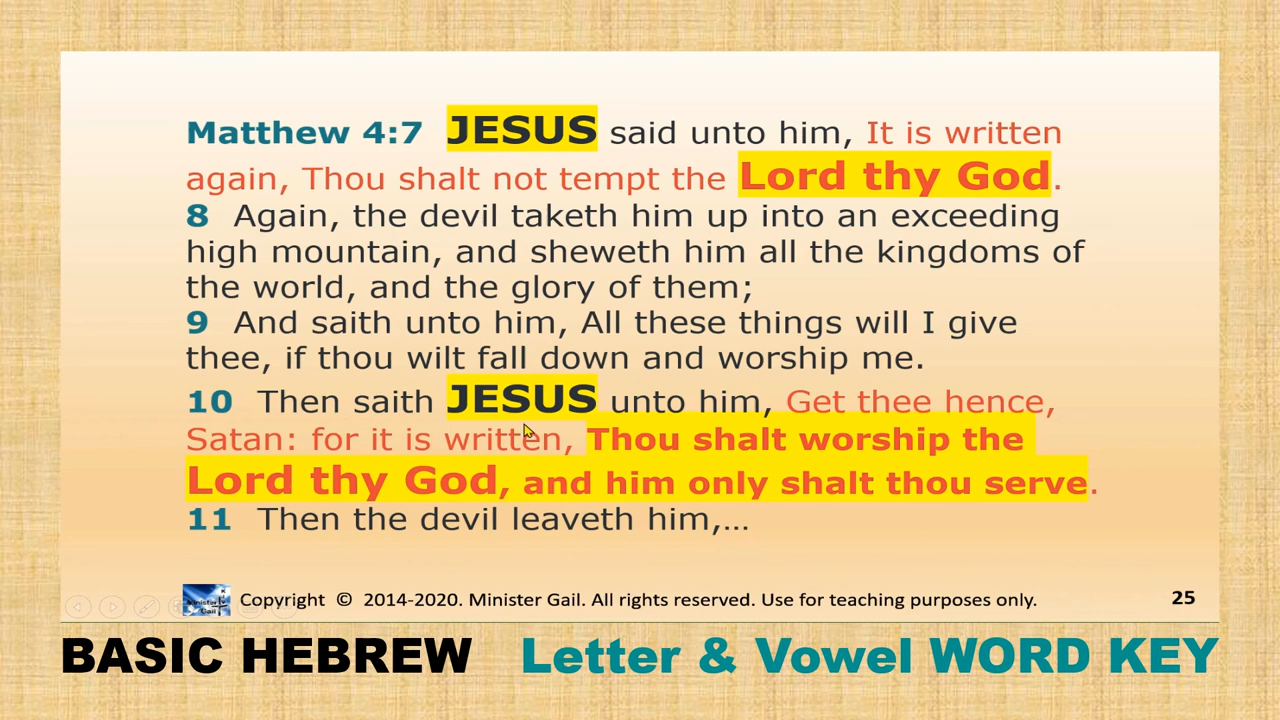 Matthew 4:7 JESUS said unto him, It is written
again, Thou shalt not tempt the Lord thy God.
8 Again, the devil taketh him up into an exceeding
high mountain, and sheweth him all the kingdoms of
the world, and the glory of them;
9 And saith unto him, All these things will I give
thee, if thou wilt fall down and worship me.
10 Then saith JESUS unto him, Get thee hence,
Satan: for it is written, Thou shalt worship the
Lord thy God, and him only shalt thou serve.
11 Then the devil leaveth him,…
Minister
Gail
Copyright © 2014-2020. Minister Gail. All rights reserved. Use for teaching purposes only.
25
BASIC HEBREW Letter & Vowel WORD KEY